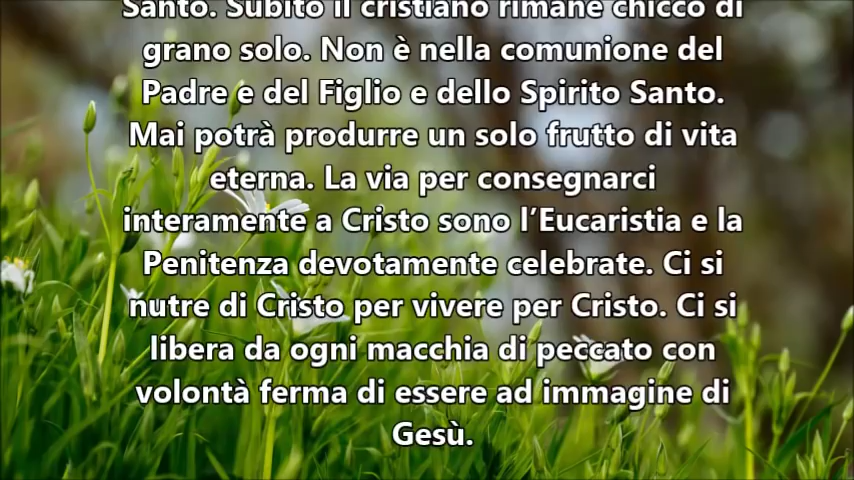 Santo. Subito il cristiano rimane chicco di
grano solo. Non è nella comunione del
Padre e del Figlio e dello Spirito Santo.
Mai potrà produrre un solo frutto di vita
eterna. La via per consegnarci
interamente a Cristo sono l’Eucaristia e la
Penitenza devotamente celebrate. Ci si
nutre di Cristo per vivere per Cristo. Ci si
libera da ogni macchia di peccato con
volontà ferma di essere ad immagine di
Gesù.